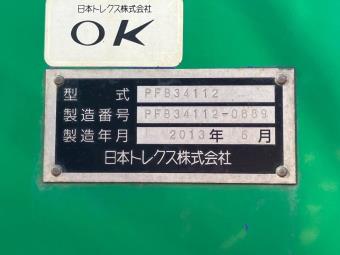 日本トレクス株式会社
OK
型式 PFB34112
製造番号 PFB34112-0889
製造年月 2013年 6月
日本トレクス株式会社